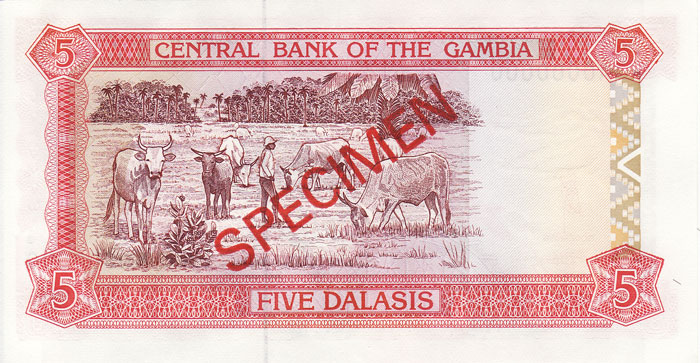 5 CENTRAL BANK OF THE GAMBIA 5
SPECIMEN
5 FIVE DALASIS 5